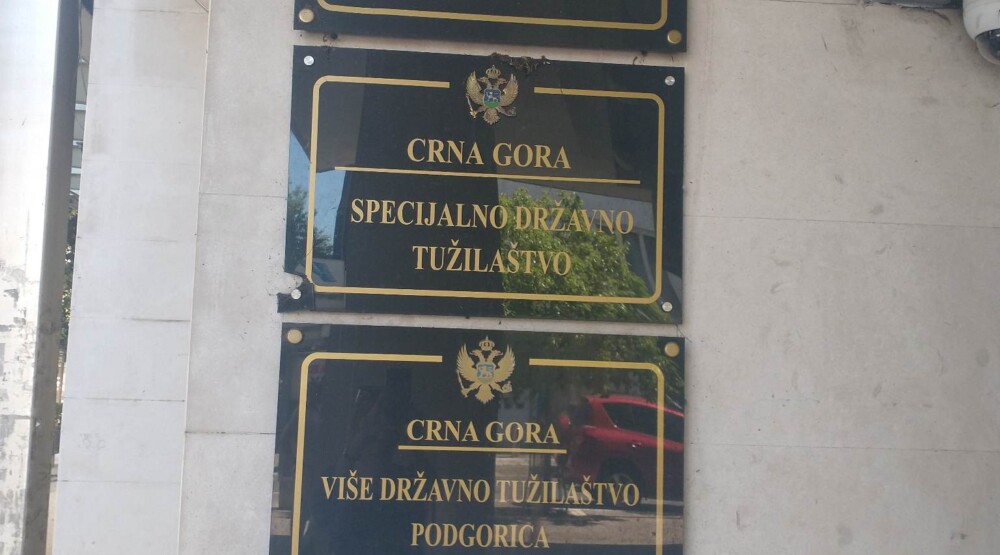 CRNA GORA
SPECIJALNO DRŽAVNO
TUŽILAŠTVO
CRNA GORA
VIŠE DRŽAVNO TUŽILAŠTVO
PODGORICA